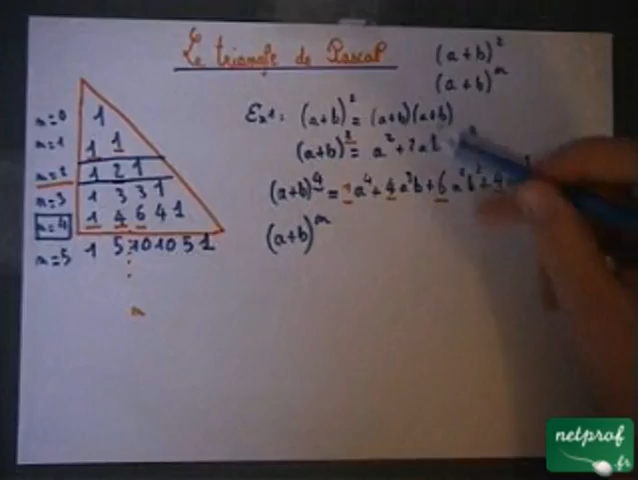 Le triangle de Pascal
(a+b)²
(a+b)ⁿ
n=0 1
n=1 1 1
n=2 1 2 1
n=3 1 3 3 1
n=4 1 4 6 4 1
n=5 1 5 10 10 5 1
n
Ex1: (a+b)² = (a+b)(a+b)
(a+b)² = a² + 2ab
(a+b)⁴ = 1a⁴ + 4a³b + 6a²b² + 4
(a+b)ⁿ
netprof
.fr